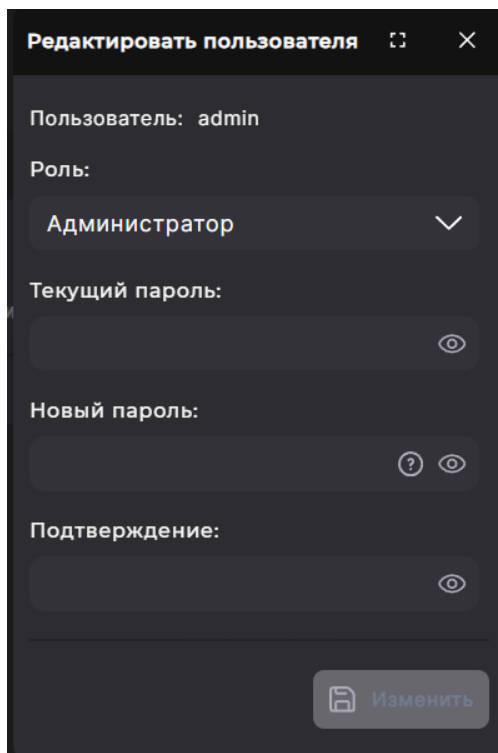 Редактировать пользователя
Пользователь: admin
Роль:
Администратор
Текущий пароль:
Новый пароль:
?
Подтверждение:
Изменить